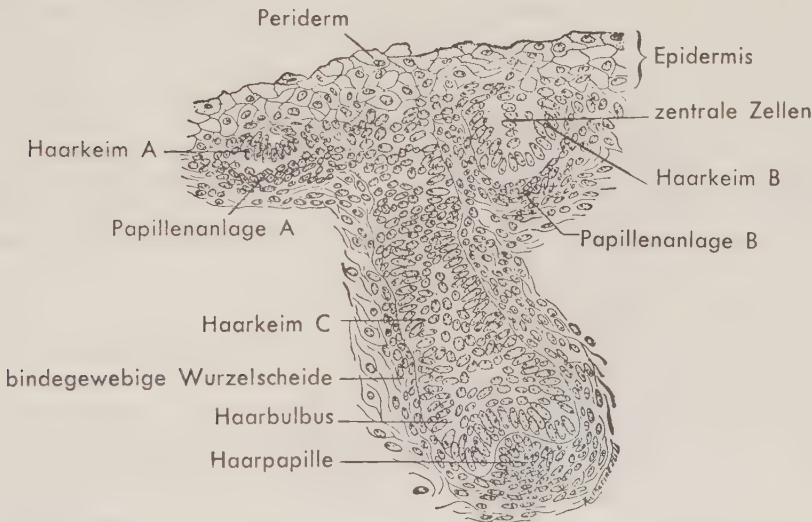 Periderm
Epidermis
zentrale Zellen
Haarkeim A
Haarkeim B
Papillenanlage A
Papillenanlage B
Haarkeim C
bindegewebige Wurzelscheide
Haarbulbus
Haarpapille